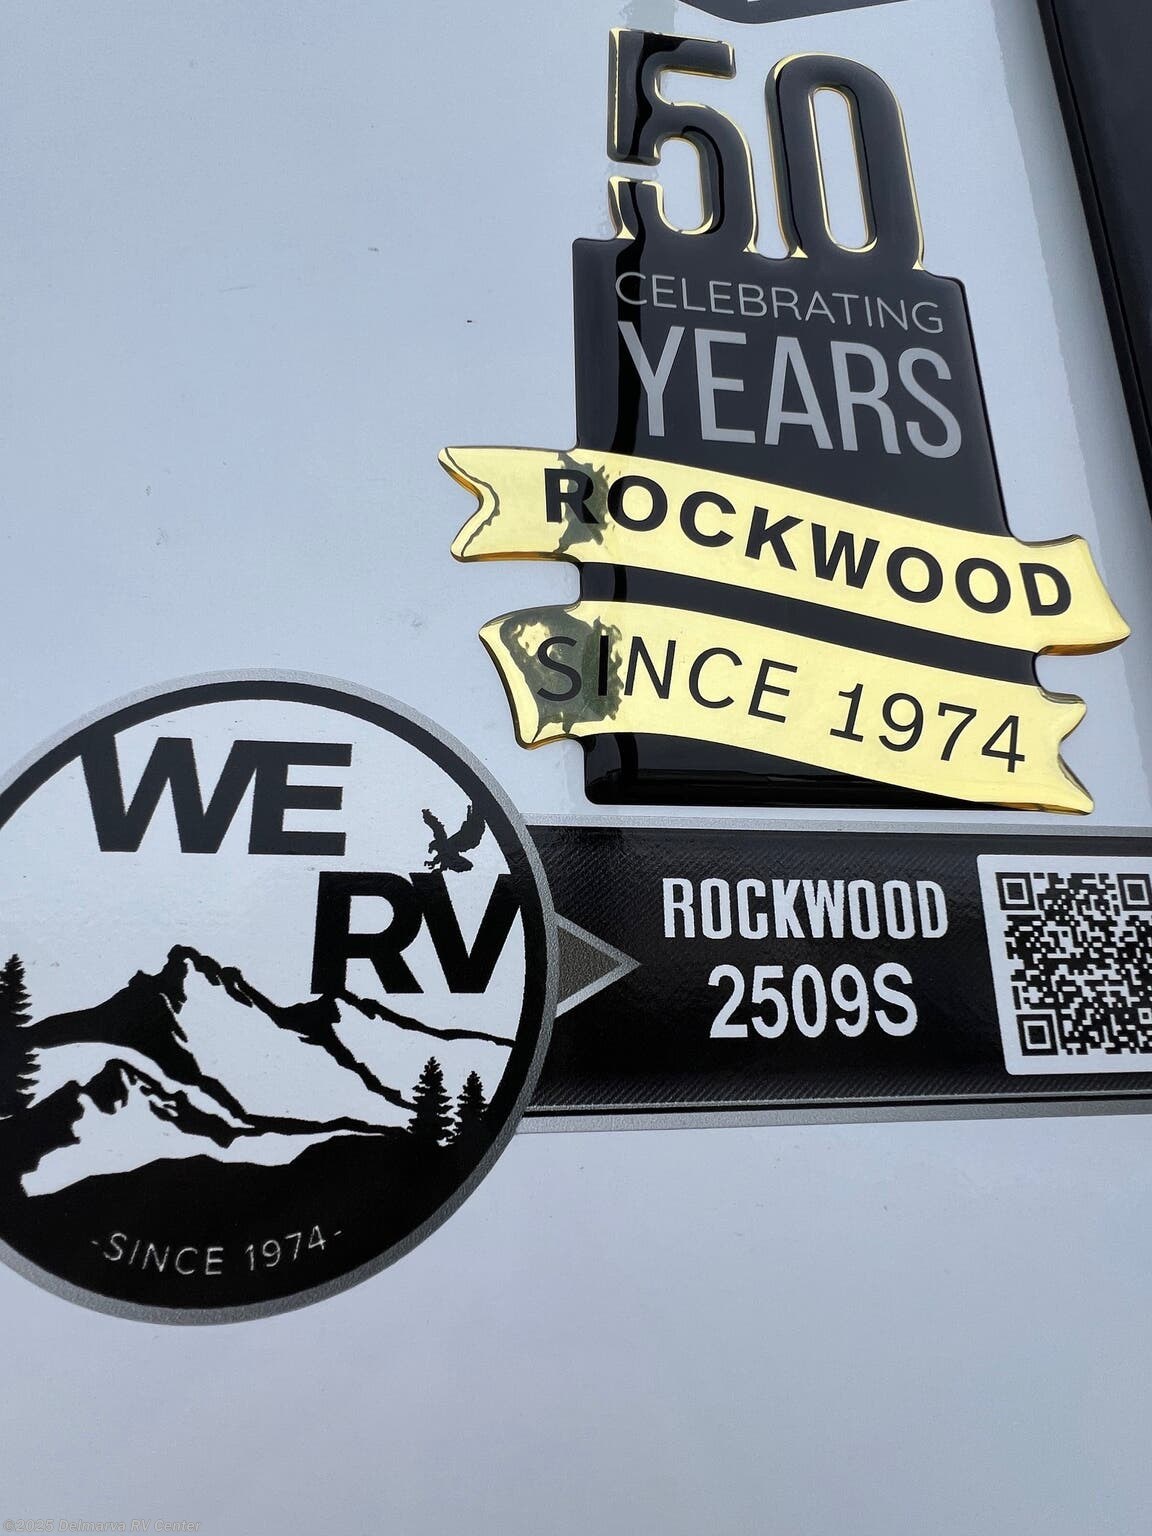 50
CELEBRATING
YEARS
ROCKWOOD
SINCE 1974
WE
RV
-SINCE 1974-
ROCKWOOD
2509S
©2025 Delmarva RV Center